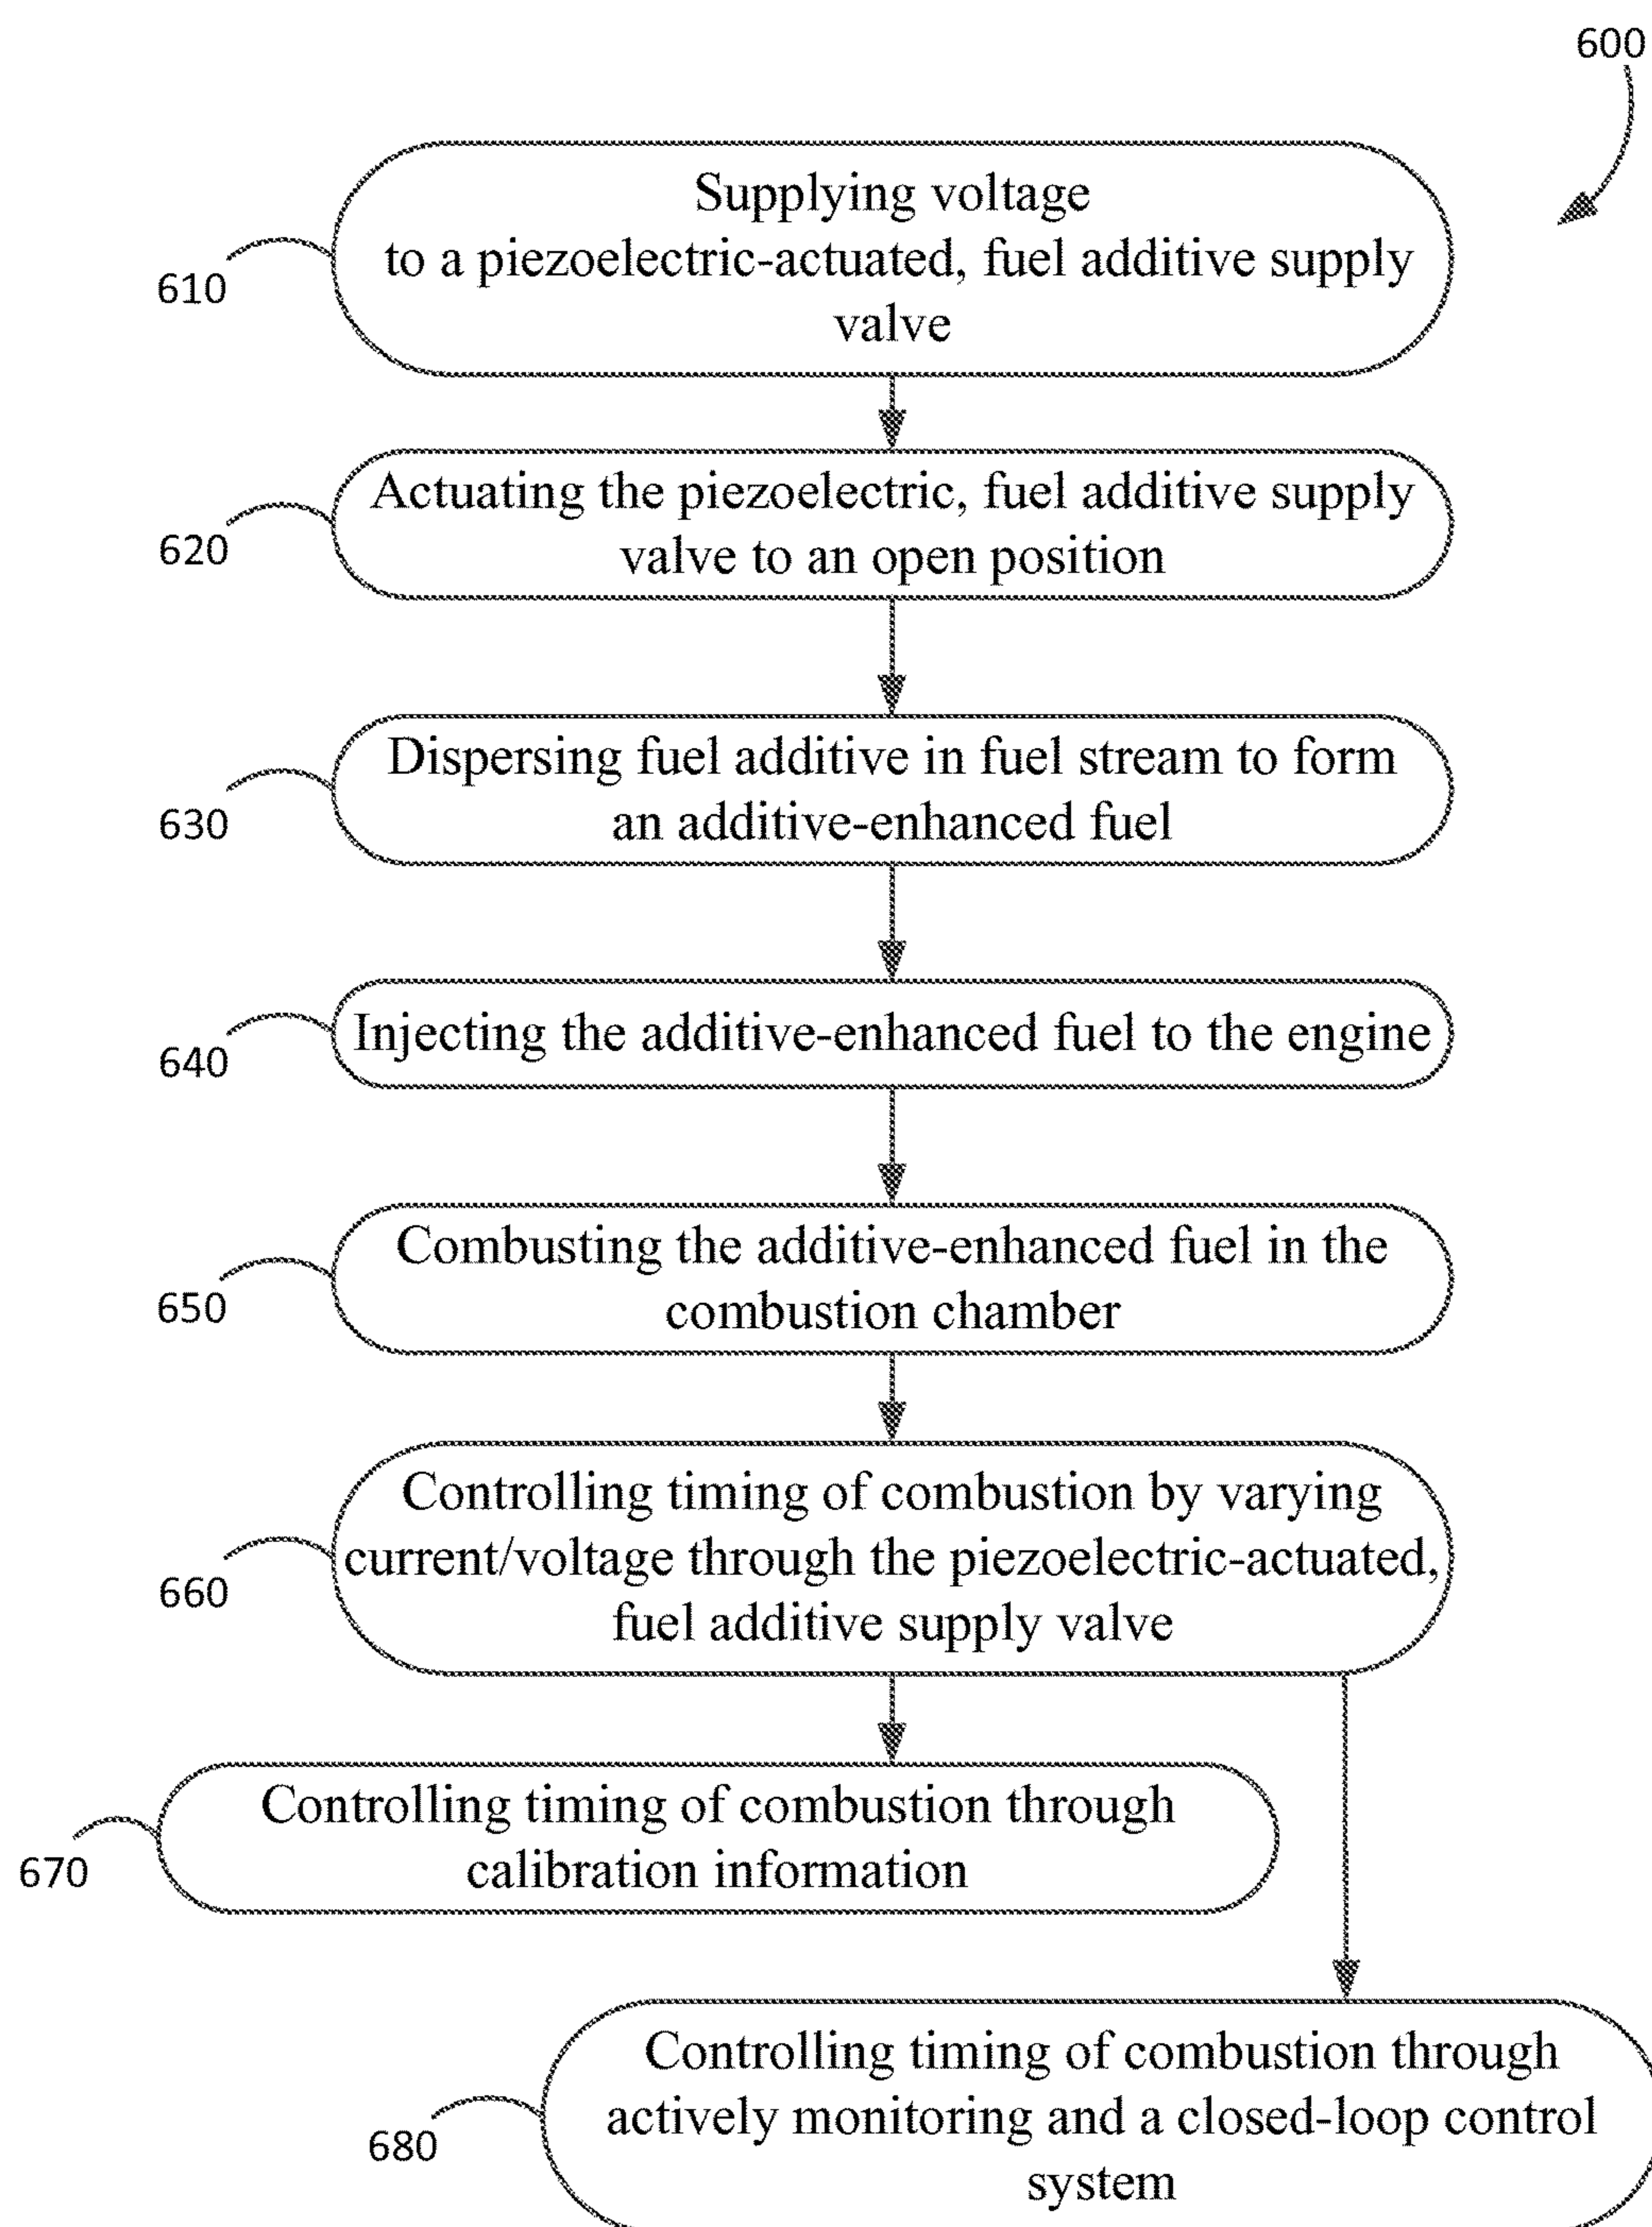 600
Supplying voltage
to a piezoelectric-actuated, fuel additive supply
valve
610
Actuating the piezoelectric, fuel additive supply
valve to an open position
620
Dispersing fuel additive in fuel stream to form
an additive-enhanced fuel
630
Injecting the additive-enhanced fuel to the engine
640
Combusting the additive-enhanced fuel in the
combustion chamber
650
Controlling timing of combustion by varying
current/voltage through the piezoelectric-actuated,
fuel additive supply valve
660
Controlling timing of combustion through
calibration information
670
Controlling timing of combustion through
actively monitoring and a closed-loop control
system
680